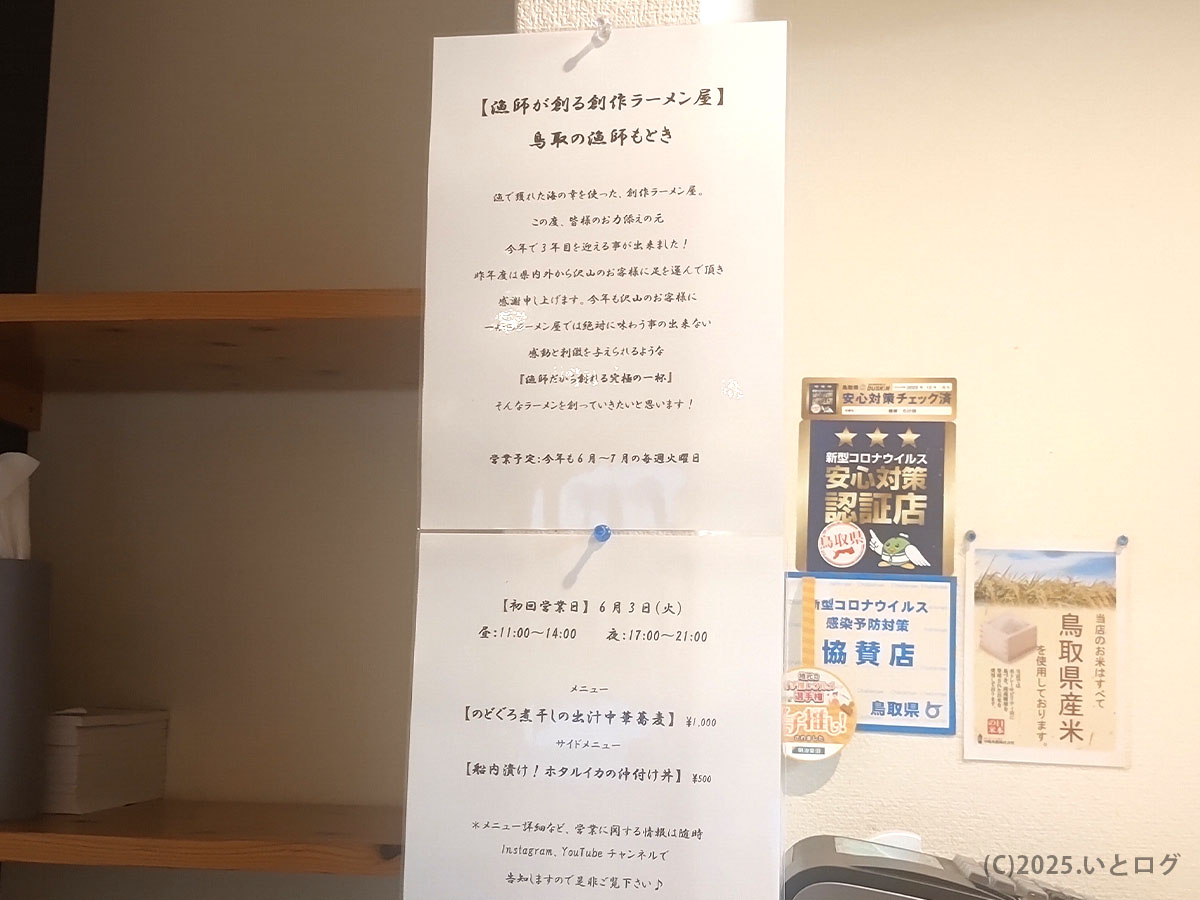 【漁師が創る創作ラーメン屋】
鳥取の漁師もどき
漁で獲れた海の幸を使った、創作ラーメン屋。
この度、皆様のお力添えの元
今年で3年目を迎える事が出来ました！
昨年度は県内外から沢山のお客様に足を運んで頂き
感謝申し上げます。今年も沢山のお客様に
ラーメン屋では絶対に味わう事の出来ない
感動と刺激を与えられるような
『漁師だから創れる究極の一杯』
そんなラーメンを創っていきたいと思います！
営業予定:今年も6月～7月の毎週火曜日
【初回営業日】6月3日(火)
昼:11:00～14:00 夜:17:00～21:00
メニュー
【のどぐろ煮干しの出汁中華蕎麦】 ¥1,000
サイドメニュー
【船内漬け！ホタルイカの沖付け丼】 ¥500
＊メニュー詳細など、営業に関する情報は随時
Instagram、YouTubeチャンネルで
告知しますので是非ご覧下さい♪
鳥取県
安心対策チェック済
新型コロナウイルス
安心対策
認証店
鳥取県
新型コロナウイルス
感染予防対策
協賛店
鳥取県
選手権
当店のお米はすべて
鳥取県産米
を使用しております。
(C)2025.いとログ